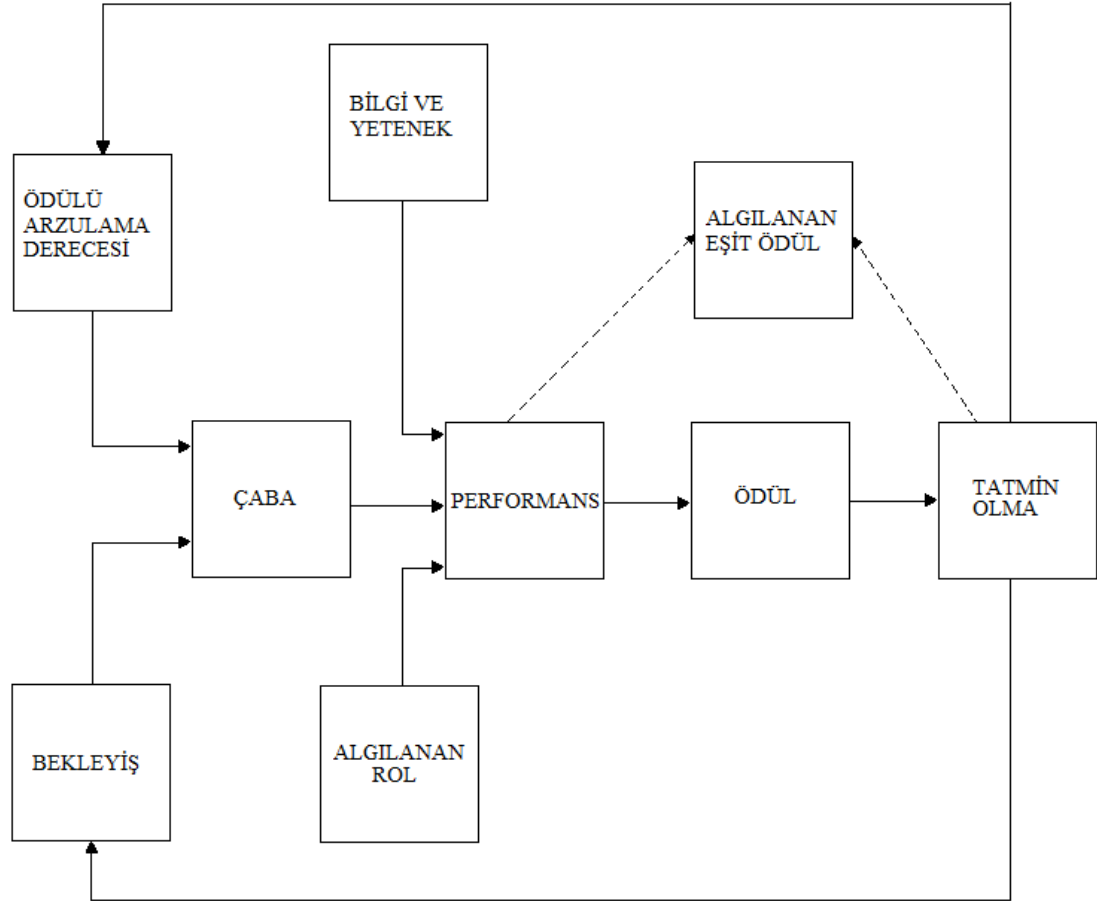 BİLGİ VE
YETENEK
ÖDÜLÜ
ARZULAMA
DERECESİ
ALGILANAN
EŞİT ÖDÜL
ÇABA
PERFORMANS
ÖDÜL
TATMİN
OLMA
BEKLEYİŞ
ALGILANAN
ROL